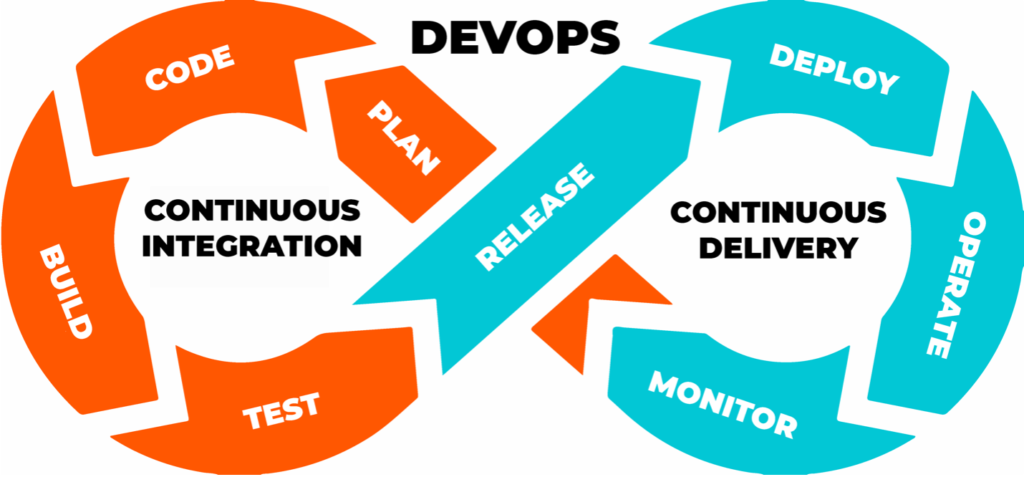 DEVOPS
CODE
PLAN
DEPLOY
RELEASE
CONTINUOUS
INTEGRATION
CONTINUOUS
DELIVERY
BUILD
OPERATE
TEST
MONITOR